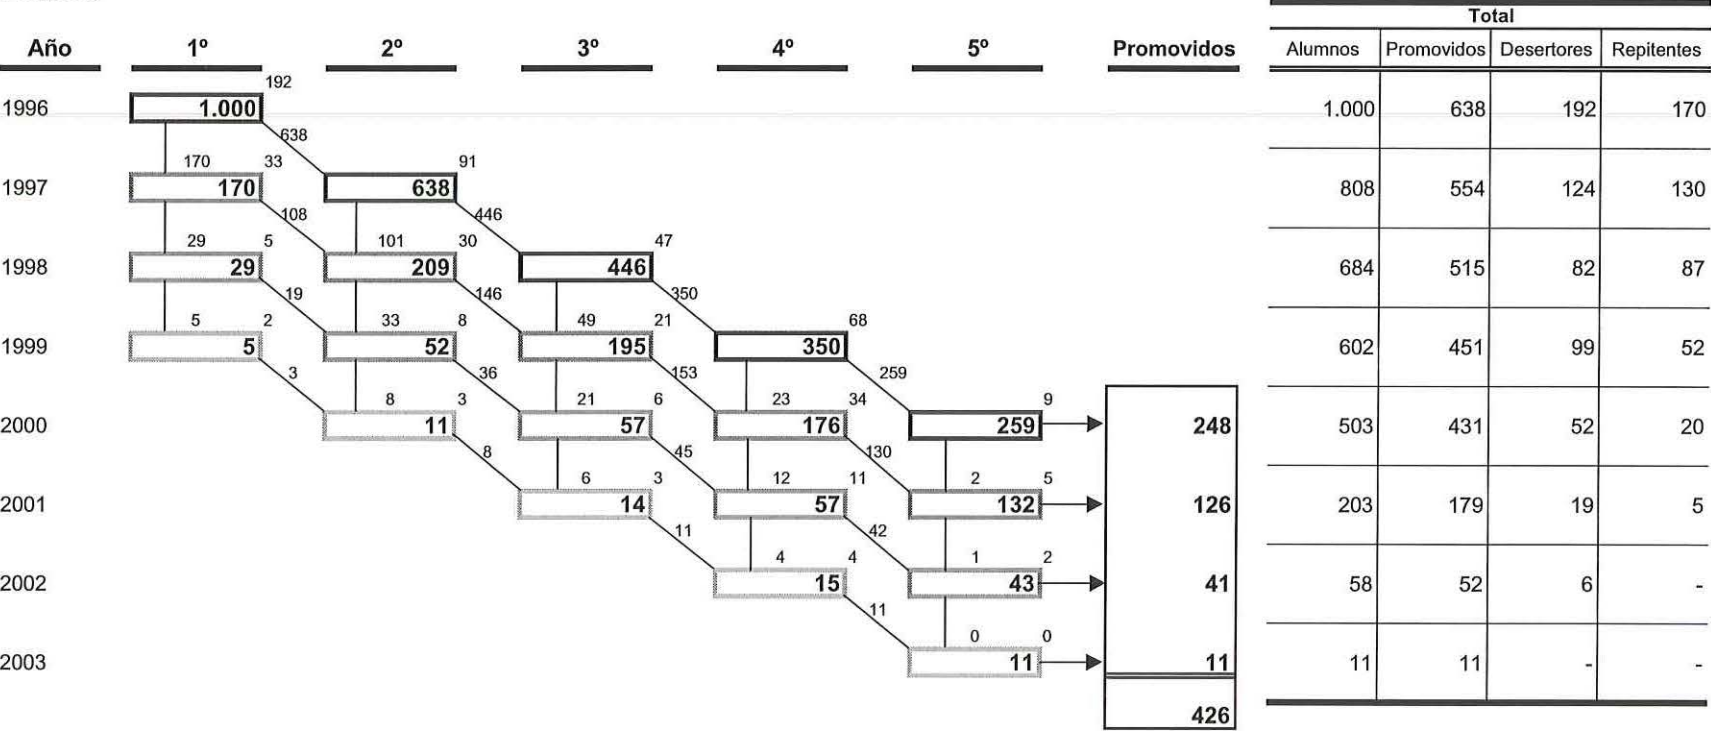 Total
Año 1º 2º 3º 4º 5º Promovidos Alumnos Promovidos Desertores Repitentes
192
1996 1.000 1.000 638 192 170
638
170 33 91
1997 170 638 808 554 124 130
108 446
29 5 101 30 47
1998 29 209 446 684 515 82 87
19 146 350
5 2 33 8 49 21 68
1999 5 52 195 350 602 451 99 52
3 36 153 259
8 3 21 6 23 34 9
2000 11 57 176 259 248 503 431 52 20
8 45 130
6 3 12 11 2 5
2001 14 57 132 126 203 179 19 5
11 42
4 4 1 2
2002 15 43 41 58 52 6 -
11
0 0
2003 11 11 11 11 - -
426